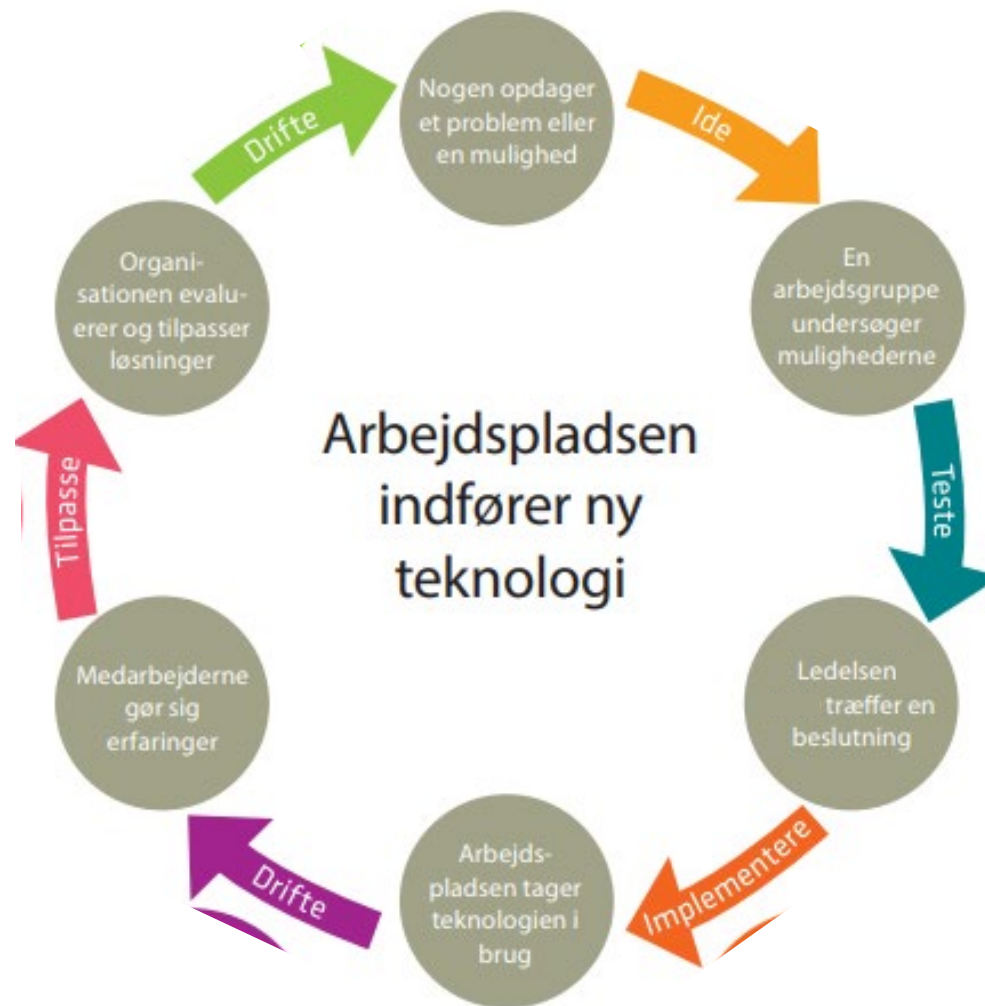 Nogen opdager
et problem eller
en mulighed
Ide
En
arbejdsgruppe
undersøger
mulighederne
Teste
Ledelsen
træffer en
beslutning
Implementere
Arbejds-
pladsen tager
teknologien i
brug
Drifte
Medarbejderne
gør sig
erfaringer
Tilpasse
Organi-
sationen evalu-
erer og tilpasser
løsninger
Drifte
Arbejdspladsen
indfører ny
teknologi